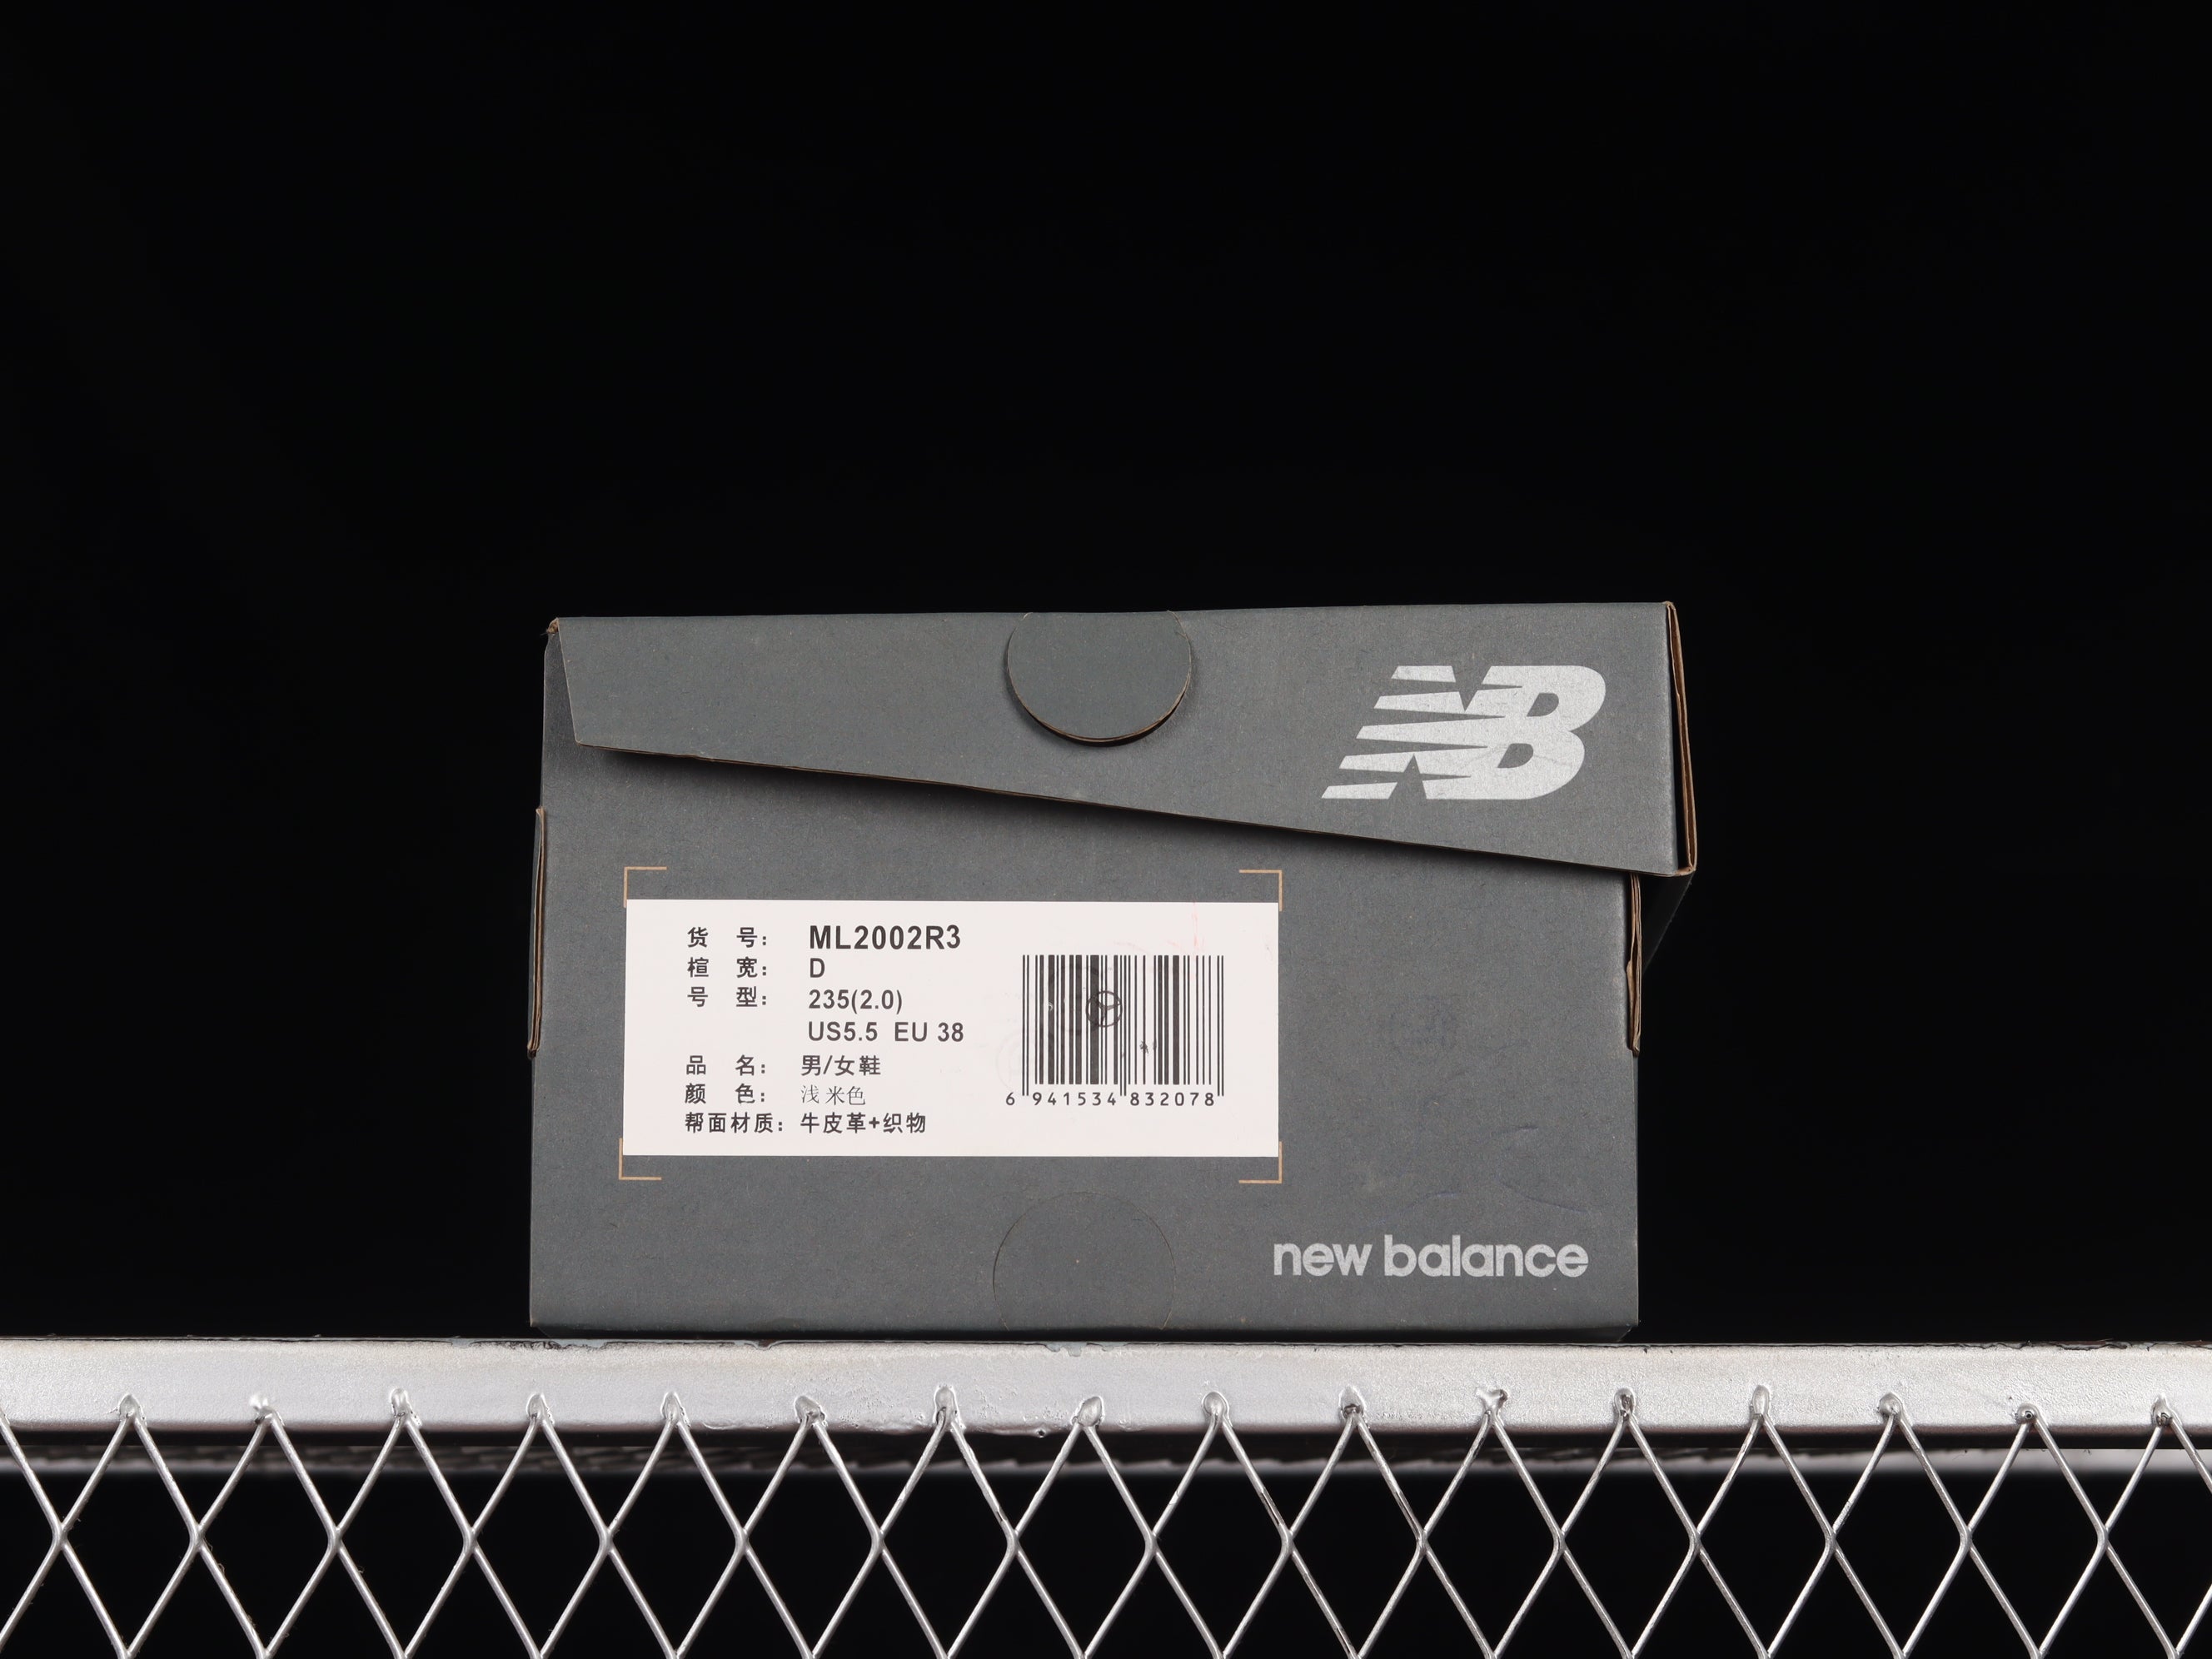 NB
货 号： ML2002R3
楦 宽： D
号 型： 235(2.0)
US5.5 EU 38
品 名： 男/女鞋
颜 色： 浅米色
帮面材质： 牛皮革+织物
6 941534 832078
new balance